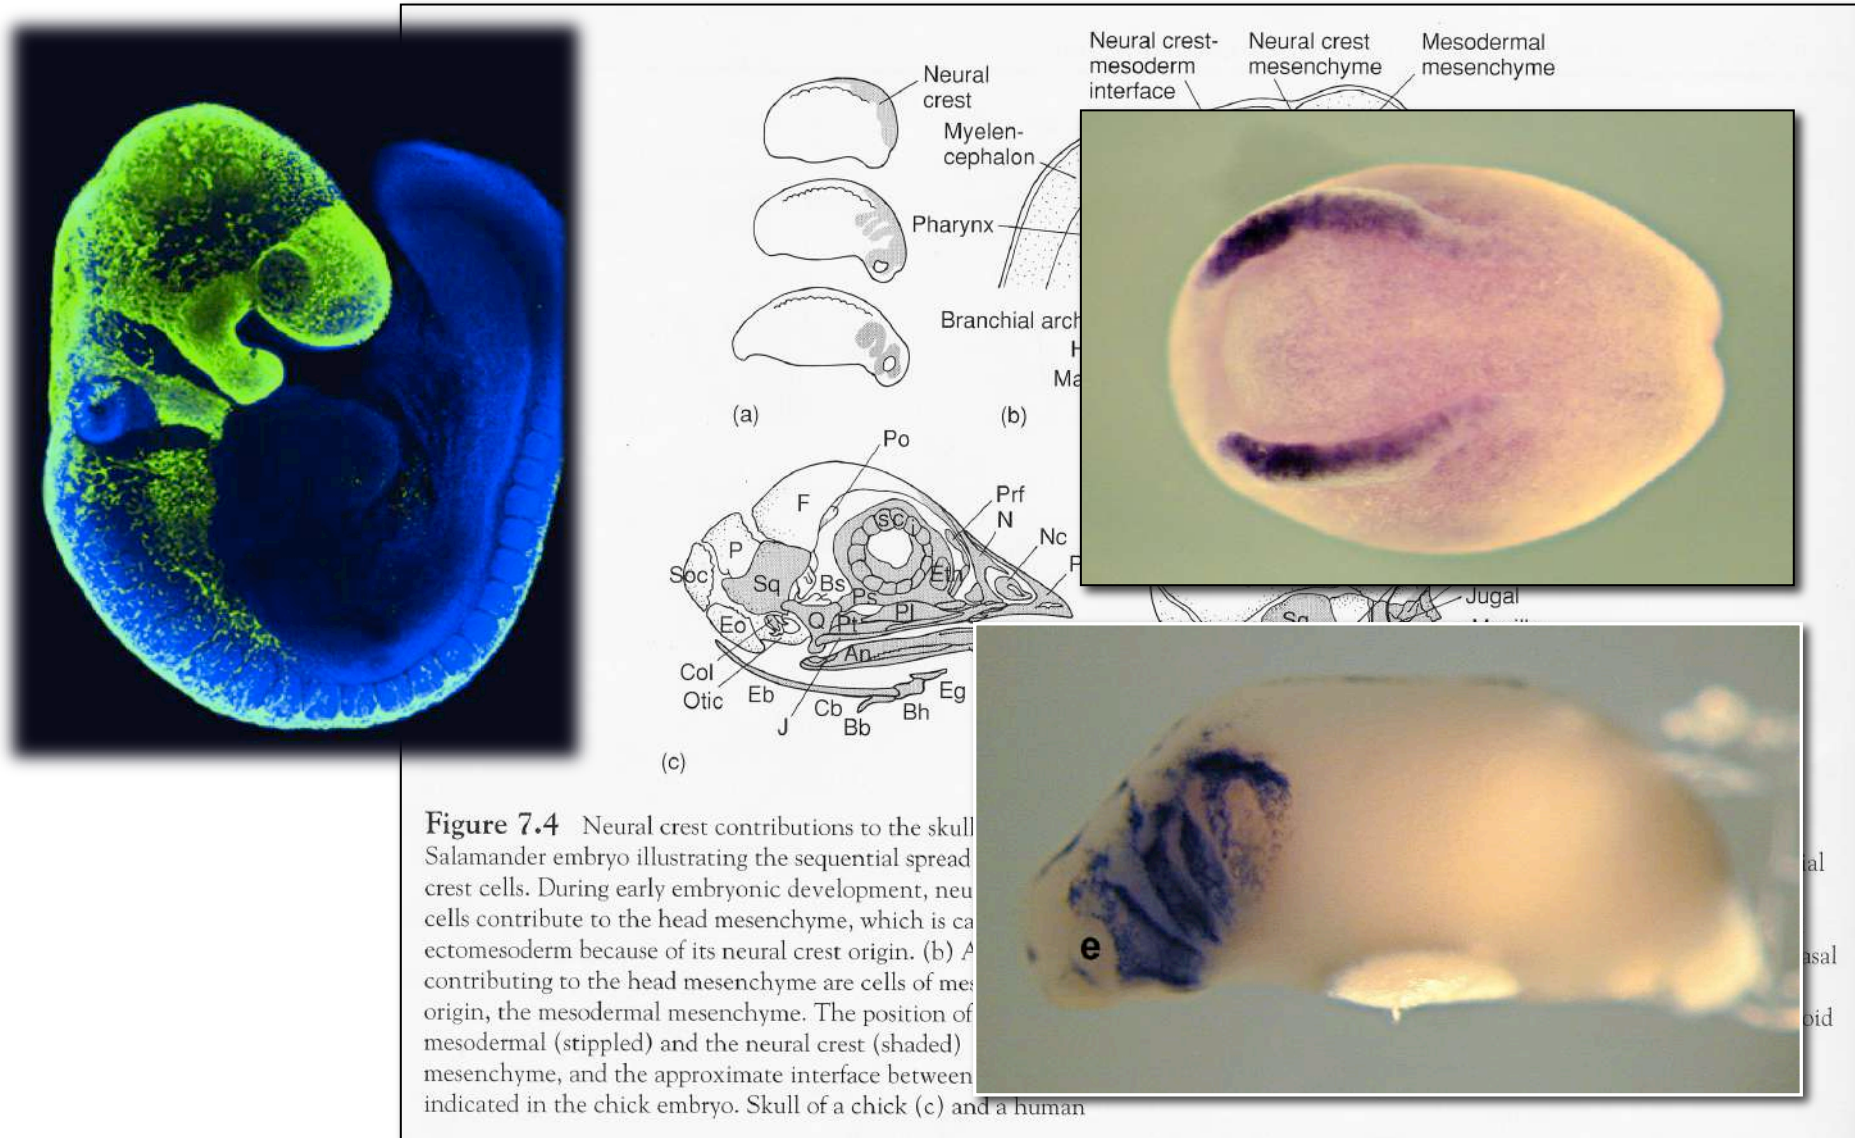 Neural crest-
mesoderm
interface
Neural crest
mesenchyme
Mesodermal
mesenchyme
Neural
crest
Myelen-
cephalon
Pharynx
Branchial arch
(a)
(b)
Po
F
Prf
N
sc
Nc
P
Soc
Sq
Bs
Eth
Ps
Pl
Eo
Q
Pt
An
Col
Otic
Eb
J
Cb
Bb
Bh
Eg
(c)
Jugal
Sq
e
Figure 7.4 Neural crest contributions to the skull
Salamander embryo illustrating the sequential spread
crest cells. During early embryonic development, neu
cells contribute to the head mesenchyme, which is ca
ectomesoderm because of its neural crest origin. (b) A
contributing to the head mesenchyme are cells of mes
origin, the mesodermal mesenchyme. The position of
mesodermal (stippled) and the neural crest (shaded)
mesenchyme, and the approximate interface between
indicated in the chick embryo. Skull of a chick (c) and a human